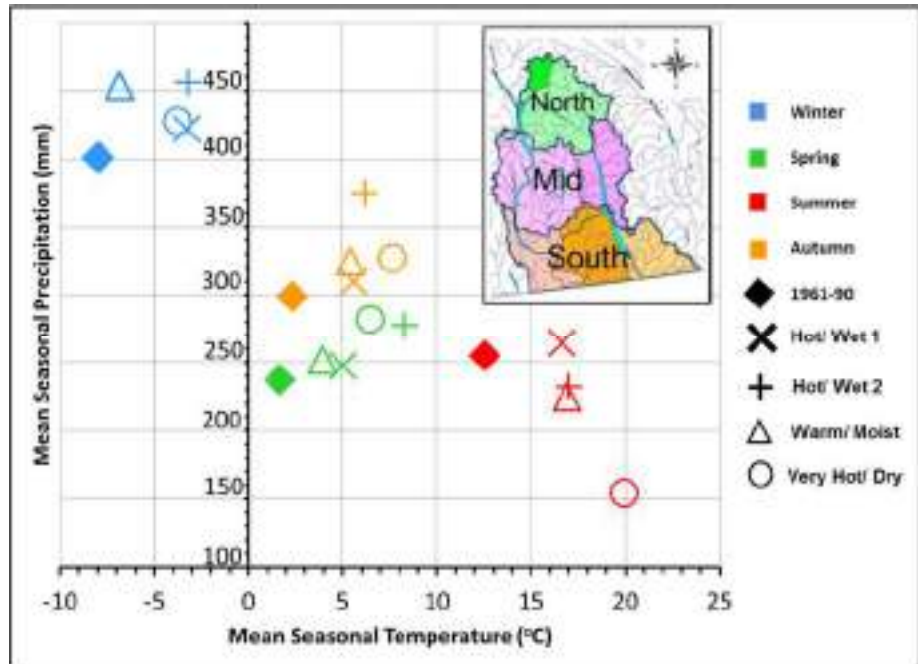 450
400
350
300
250
200
150
100
-10
-5
0
5
10
15
20
25
Mean Seasonal Precipitation (mm)
Mean Seasonal Temperature (°C)
North
Mid
South
Winter
Spring
Summer
Autumn
1961-90
Hot/ Wet 1
Hot/ Wet 2
Warm/ Moist
Very Hot/ Dry